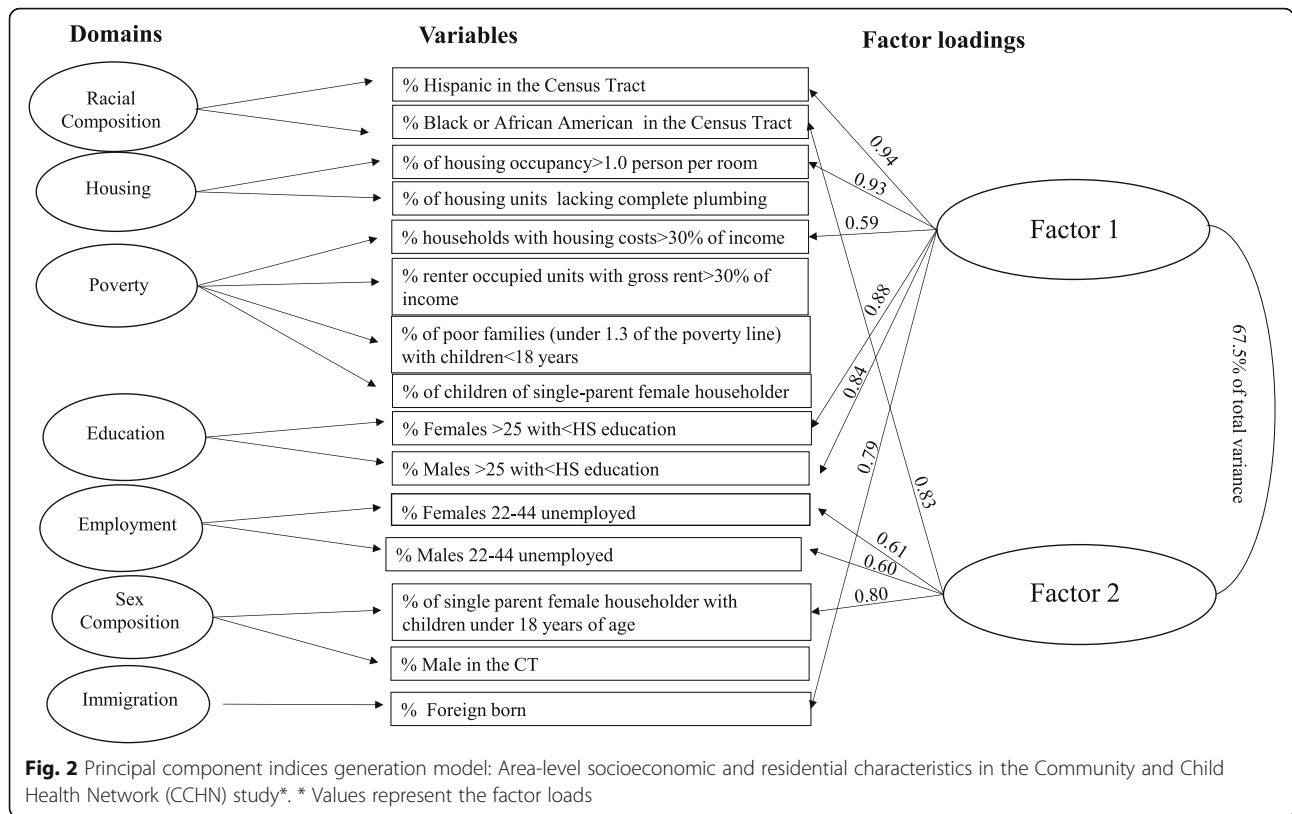 Domains
Variables
Factor loadings
Racial
Composition
Housing
Poverty
Education
Employment
Sex
Composition
Immigration
% Hispanic in the Census Tract
% Black or African American in the Census Tract
% of housing occupancy>1.0 person per room
% of housing units lacking complete plumbing
% households with housing costs>30% of income
% renter occupied units with gross rent>30% of
income
% of poor families (under 1.3 of the poverty line)
with children<18 years
% of children of single-parent female householder
% Females >25 with<HS education
% Males >25 with<HS education
% Females 22-44 unemployed
% Males 22-44 unemployed
% of single parent female householder with
children under 18 years of age
% Male in the CT
% Foreign born
0.94
0.93
0.59
0.88
0.84
0.79
0.83
0.61
0.60
0.80
Factor 1
Factor 2
67.5% of total variance
Fig. 2 Principal component indices generation model: Area-level socioeconomic and residential characteristics in the Community and Child
Health Network (CCHN) study*. * Values represent the factor loads